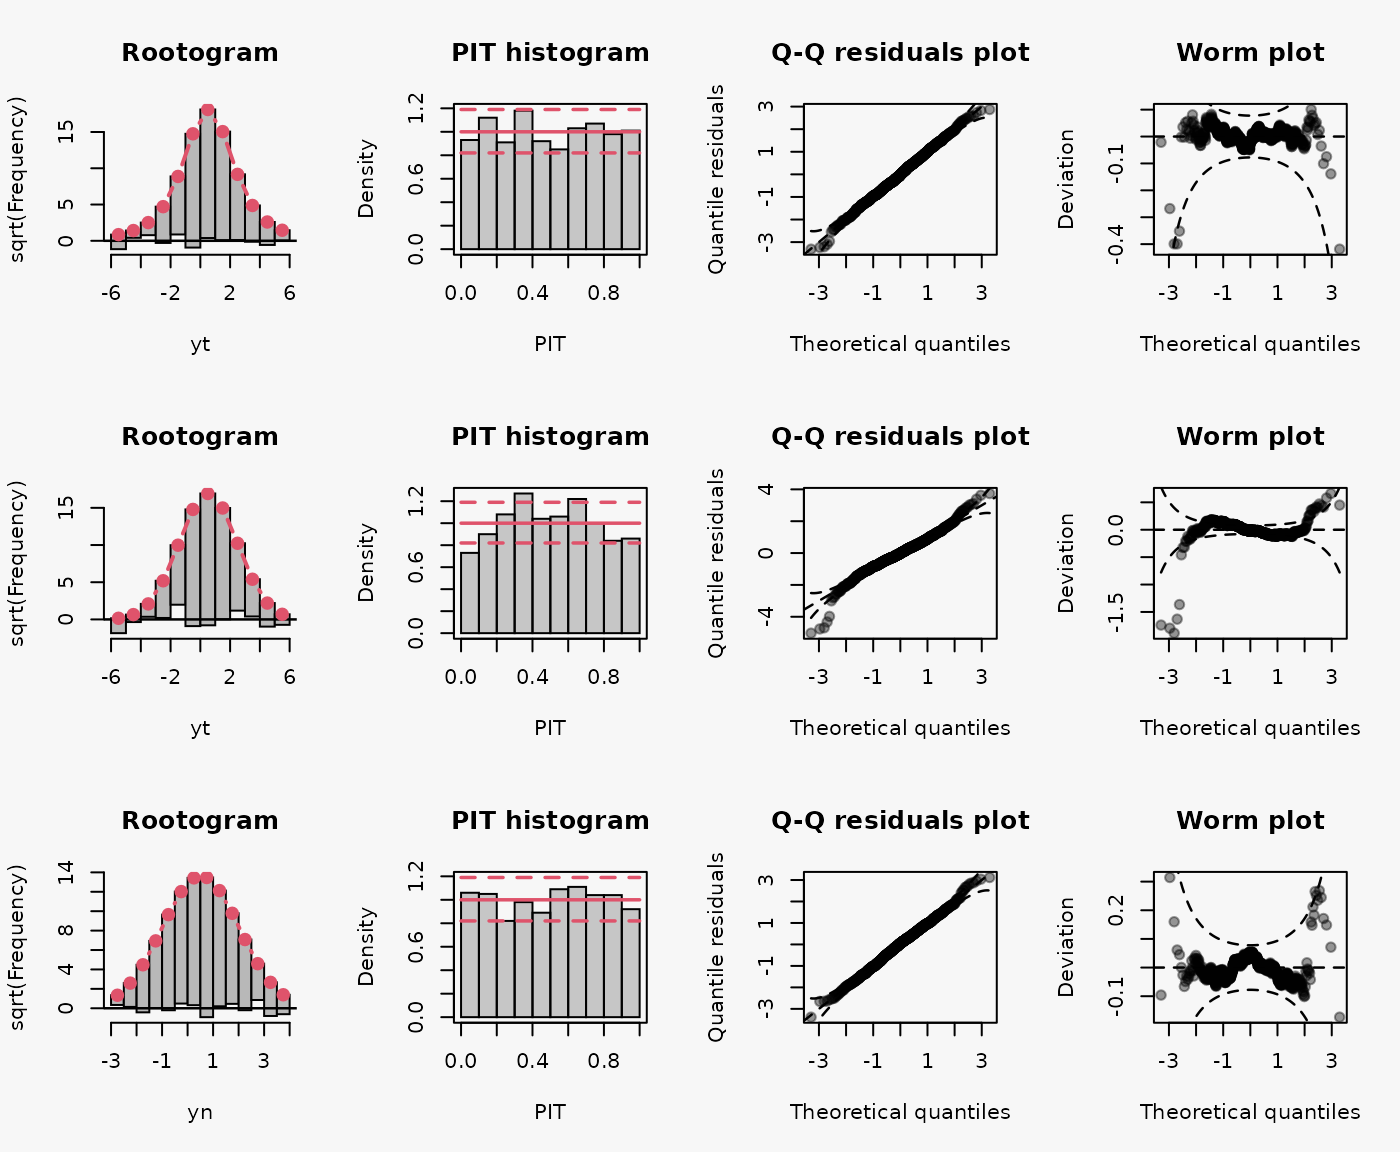 Rootogram
sqrt(Frequency)
15
5
0
-6 -2 2 6
yt
PIT histogram
Density
1.2
0.6
0.0
0.0 0.4 0.8
PIT
Q-Q residuals plot
Quantile residuals
3
1
-1
-3
-3 -1 1 3
Theoretical quantiles
Worm plot
Deviation
-0.1
-0.4
-3 -1 1 3
Theoretical quantiles
Rootogram
sqrt(Frequency)
15
5
0
-6 -2 2 6
yt
PIT histogram
Density
1.2
0.6
0.0
0.0 0.4 0.8
PIT
Q-Q residuals plot
Quantile residuals
4
0
-4
-3 -1 1 3
Theoretical quantiles
Worm plot
Deviation
0.0
-1.5
-3 -1 1 3
Theoretical quantiles
Rootogram
sqrt(Frequency)
14
8
4
0
-3 -1 1 3
yn
PIT histogram
Density
1.2
0.6
0.0
0.0 0.4 0.8
PIT
Q-Q residuals plot
Quantile residuals
3
1
-1
-3
-3 -1 1 3
Theoretical quantiles
Worm plot
Deviation
0.2
-0.1
-3 -1 1 3
Theoretical quantiles